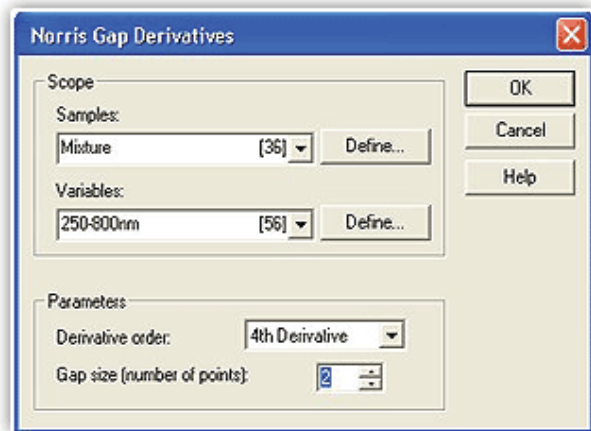 Norris Gap Derivatives
Scope
Samples:
Mixture [36] Define...
Variables:
250-800nm [56] Define...
OK
Cancel
Help
Parameters
Derivative order: 4th Derivative
Gap size (number of points): 2